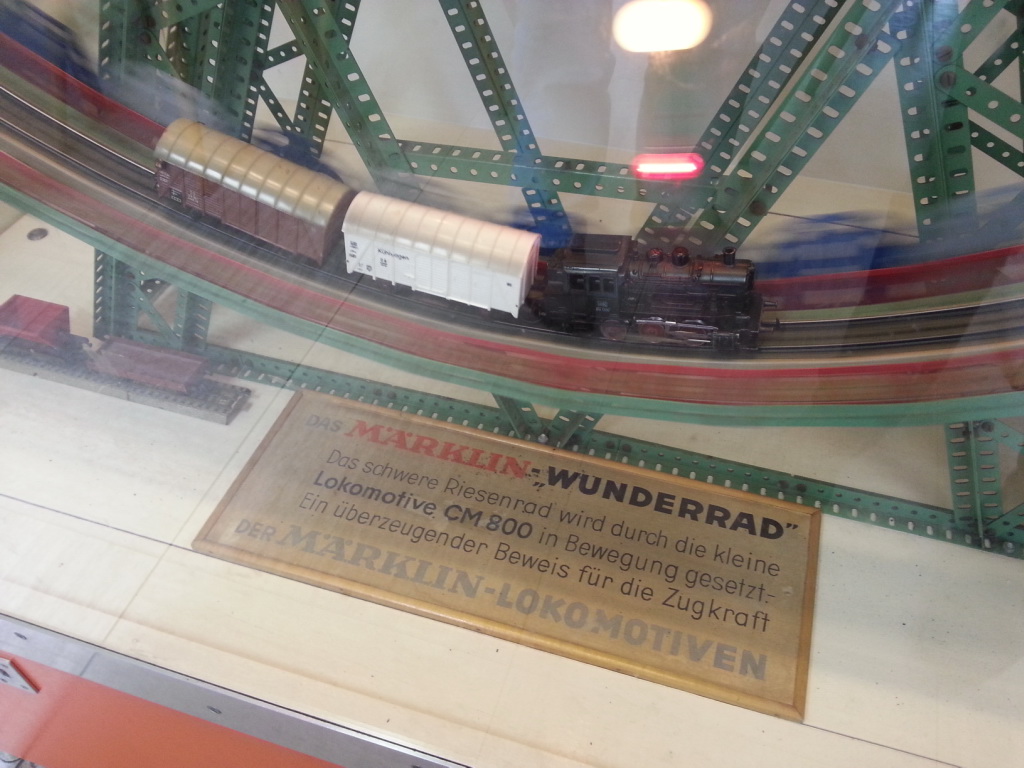 DAS MÄRKLIN-„WUNDERRAD”
Das schwere Riesenrad wird durch die kleine
Lokomotive CM 800 in Bewegung gesetzt-
Ein überzeugender Beweis für die Zugkraft
DER MÄRKLIN-LOKOMOTIVEN